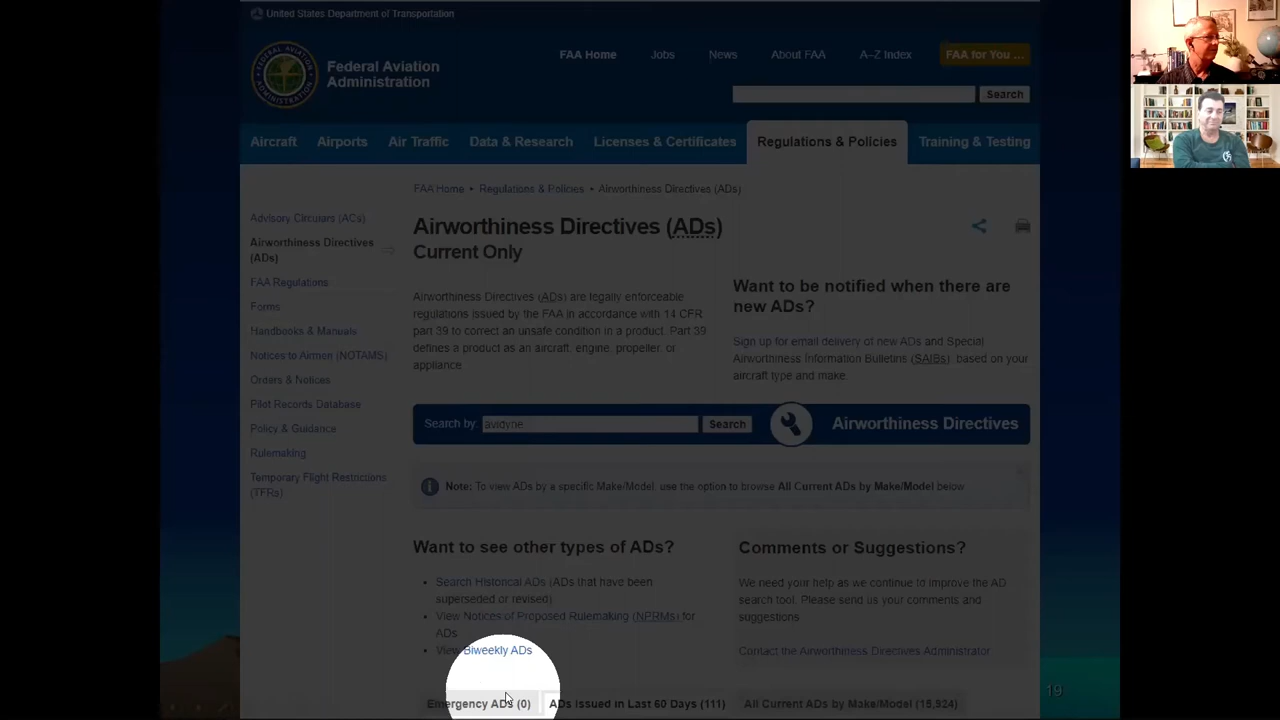 United States Department of Transportation
Federal Aviation
Administration
FAA Home Jobs News About FAA A–Z Index FAA for You ...
Search
Aircraft Airports Air Traffic Data & Research Licenses & Certificates Regulations & Policies Training & Testing
FAA Home ▸ Regulations & Policies ▸ Airworthiness Directives (ADs)
Advisory Circulars (ACs)
Airworthiness Directives
(ADs)
FAA Regulations
Forms
Handbooks & Manuals
Notices to Airmen (NOTAMS)
Orders & Notices
Pilot Records Database
Policy & Guidance
Rulemaking
Temporary Flight Restrictions
(TFRs)
Airworthiness Directives (ADs)
Current Only
Airworthiness Directives (ADs) are legally enforceable
regulations issued by the FAA in accordance with 14 CFR
part 39 to correct an unsafe condition in a product. Part 39
defines a product as an aircraft, engine, propeller, or
appliance.
Want to be notified when there are
new ADs?
Sign up for email delivery of new ADs and Special
Airworthiness Information Bulletins (SAIBs), based on your
aircraft type and make.
Search by: avidyne Search Airworthiness Directives
Note: To view ADs by a specific Make/Model, use the option to browse All Current ADs by Make/Model below
Want to see other types of ADs?
Search Historical ADs (ADs that have been
superseded or revised)
View Notices of Proposed Rulemaking (NPRMs) for
ADs
View Biweekly ADs
Comments or Suggestions?
We need your help as we continue to improve the AD
search tool. Please send us your comments and
suggestions
Contact the Airworthiness Directives Administrator
Emergency ADs (0) ADs Issued in Last 60 Days (111) All Current ADs by Make/Model (15,924)
19